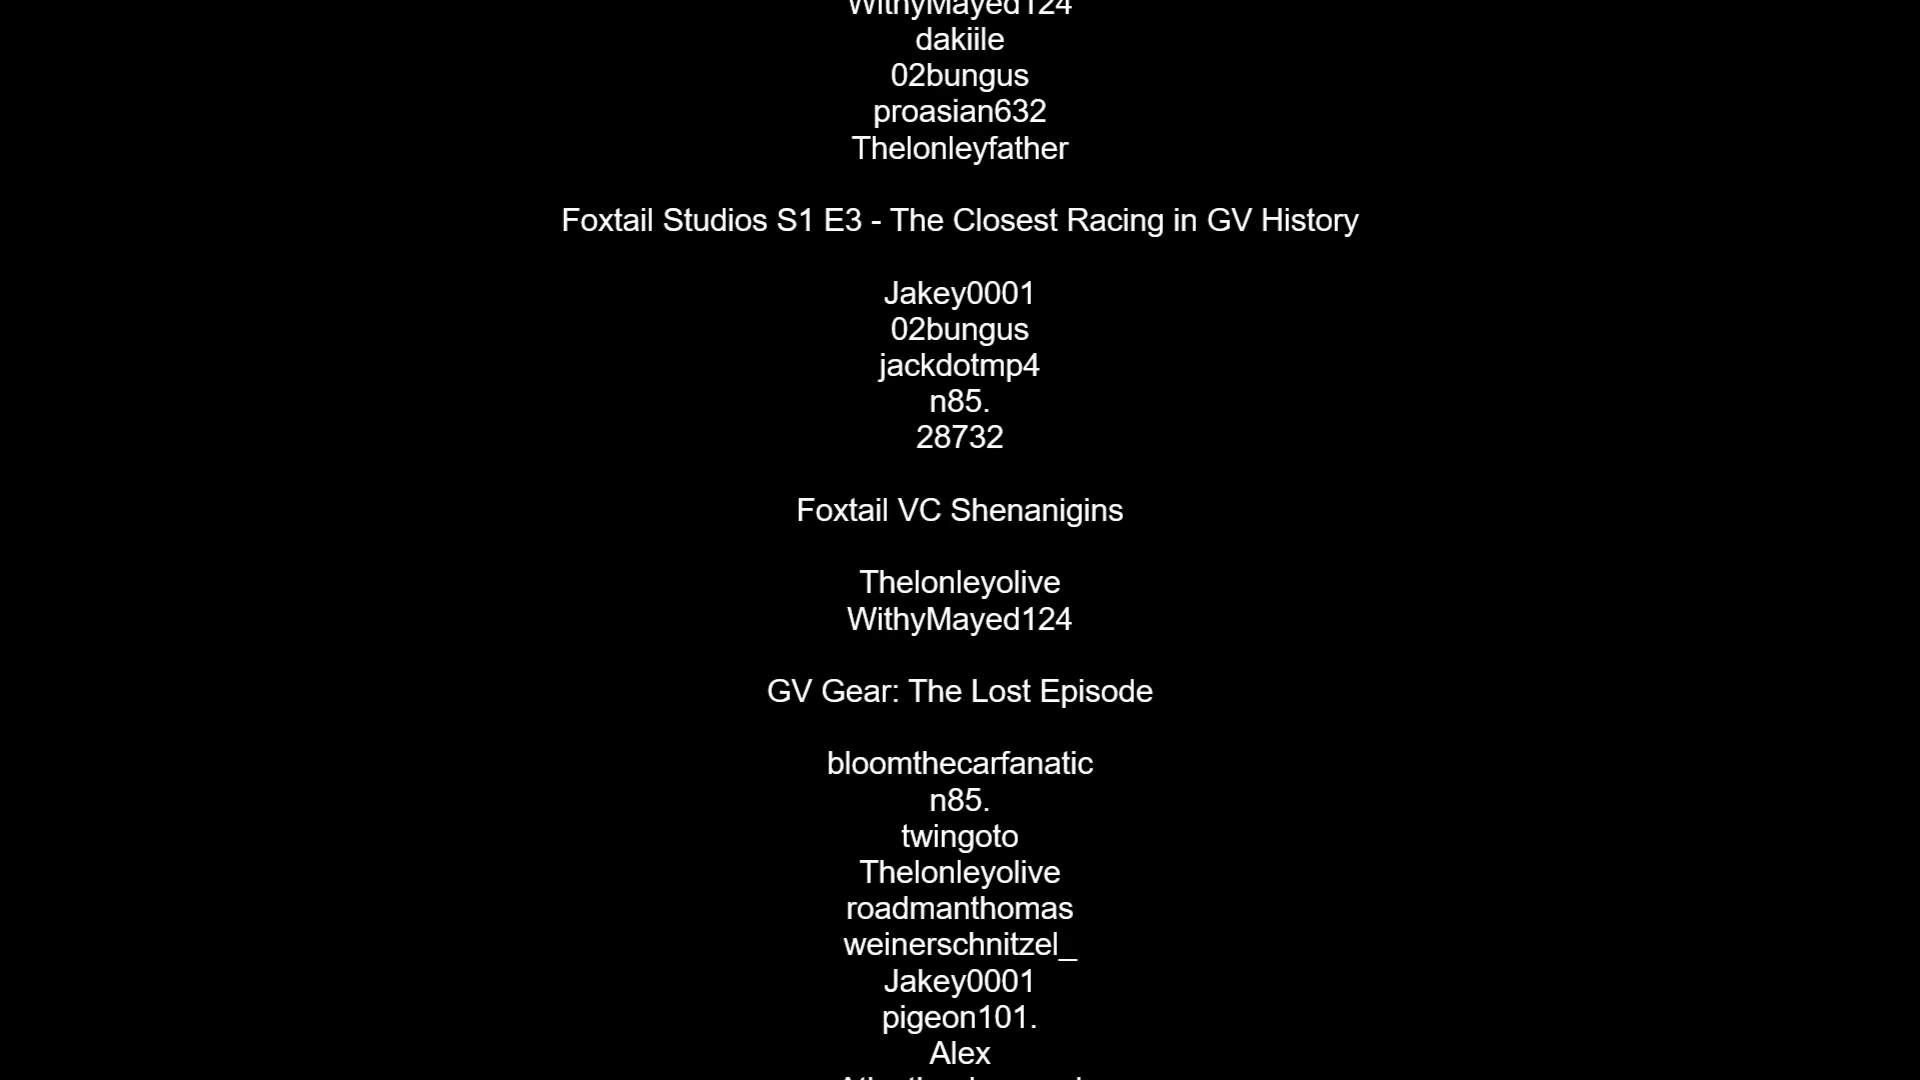 WithyMayed124
dakiile
02bungus
proasian632
Thelonleyfather
Foxtail Studios S1 E3 - The Closest Racing in GV History
Jakey0001
02bungus
jackdotmp4
n85.
28732
Foxtail VC Shenanigins
Thelonleyolive
WithyMayed124
GV Gear: The Lost Episode
bloomthecarfanatic
n85.
twingoto
Thelonleyolive
roadmanthomas
weinerschnitzel_
Jakey0001
pigeon101.
Alex